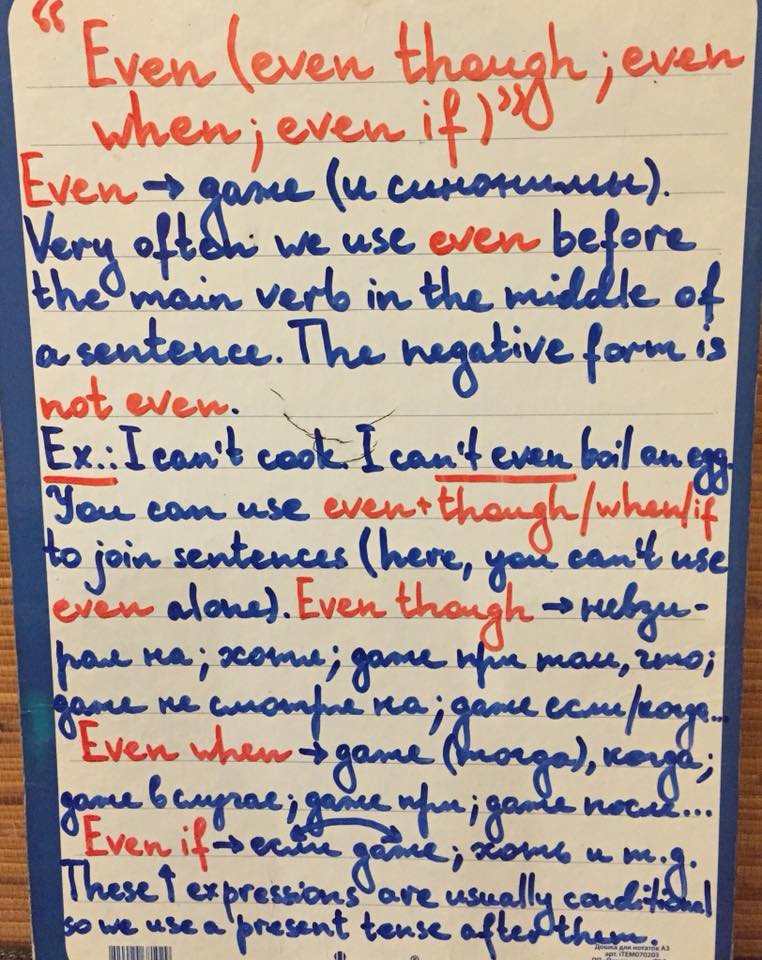 “Even (even though; even
when; even if)”
Even → даже (и синонимы).
Very often we use even before
the main verb in the middle of
a sentence. The negative form is
not even.
Ex.: I can't cook. I can't even boil an egg.
You can use even+though/when/if
to join sentences (here, you can't use
even alone). Even though → невзи-
рая на; хотя; даже при том, что;
даже не смотря на; даже если/когда...
Even when → даже (тогда), когда;
даже в случае; даже при; даже после...
Even if → если даже; хоть и т.д.
These ↑ expressions are usually conditional
so we use a present tense after them.
Дошка для нотаток А3
арт. ITEM070203